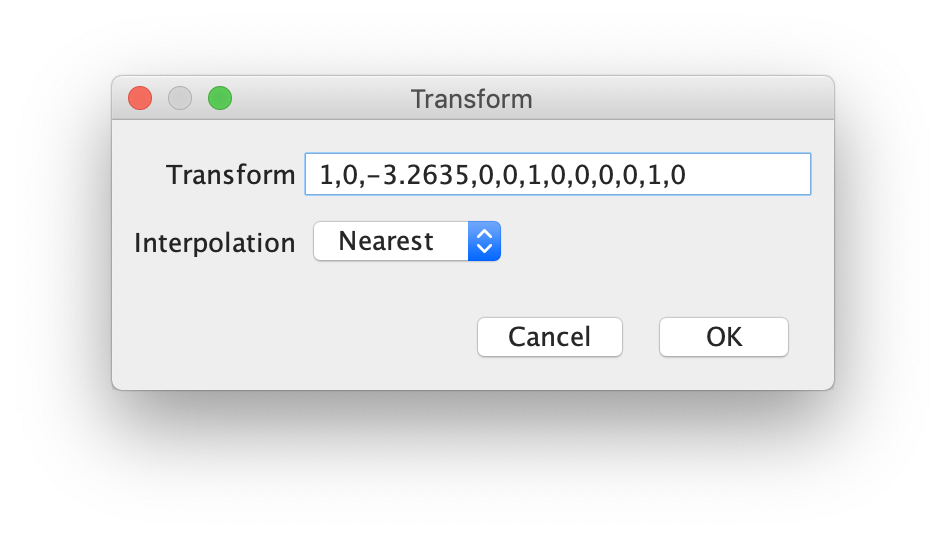 Transform
Transform 1,0,−3.2635,0,0,1,0,0,0,0,1,0
Interpolation Nearest
Cancel OK